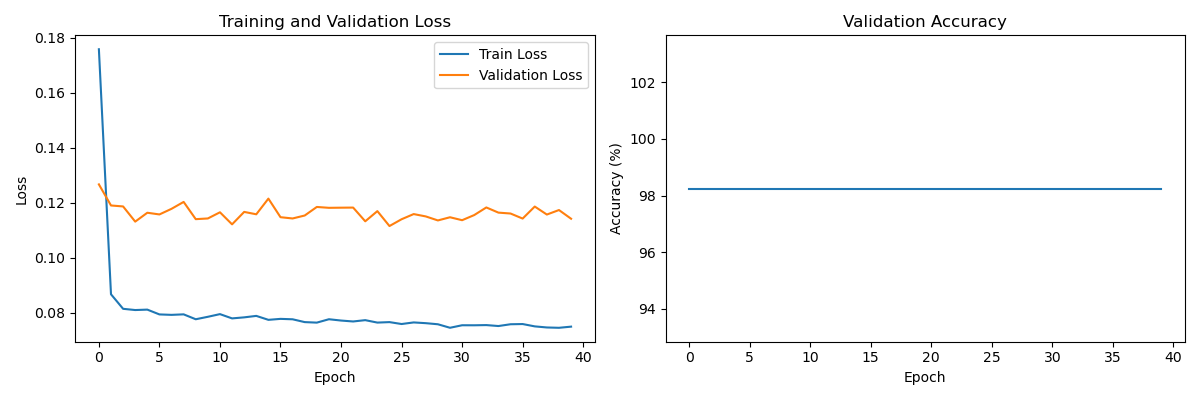 Training and Validation Loss
Loss
0.18
0.16
0.14
0.12
0.10
0.08
Train Loss
Validation Loss
0 5 10 15 20 25 30 35 40
Epoch
Validation Accuracy
Accuracy (%)
102
100
98
96
94
0 5 10 15 20 25 30 35 40
Epoch